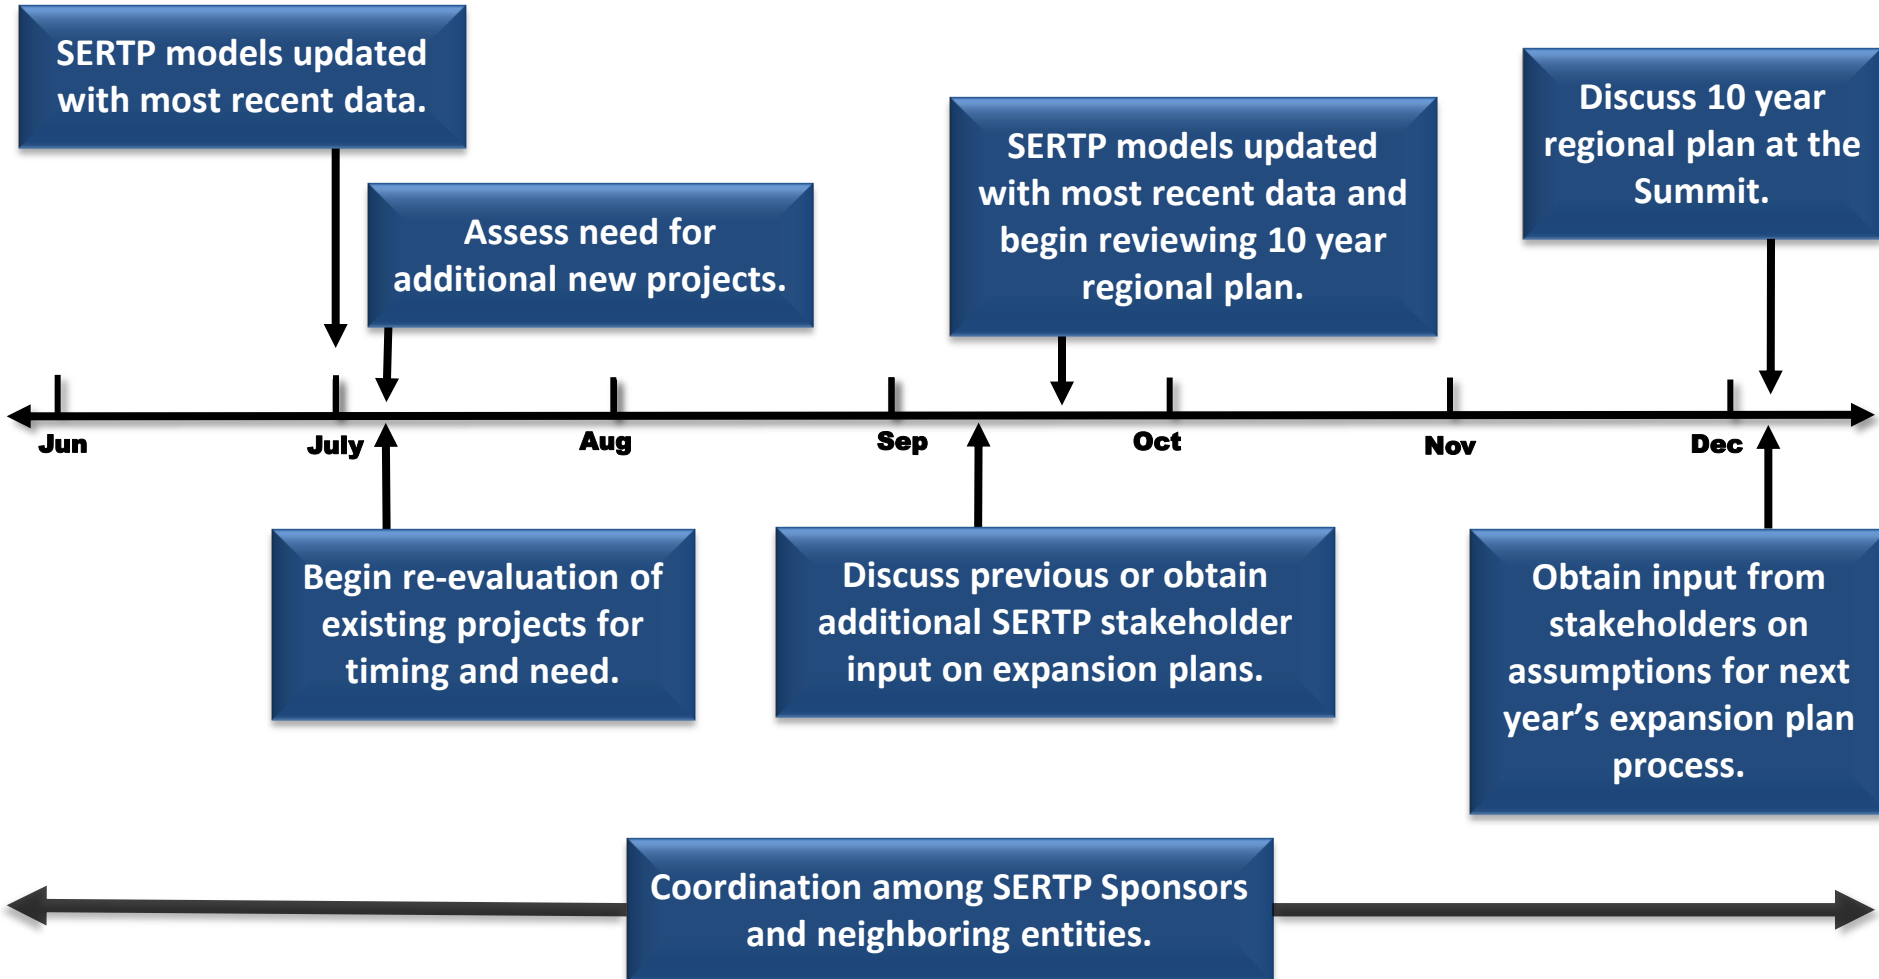 SERTP models updated
with most recent data.
Assess need for
additional new projects.
SERTP models updated
with most recent data and
begin reviewing 10 year
regional plan.
Discuss 10 year
regional plan at the
Summit.
Jun
July
Aug
Sep
Oct
Nov
Dec
Begin re-evaluation of
existing projects for
timing and need.
Discuss previous or obtain
additional SERTP stakeholder
input on expansion plans.
Obtain input from
stakeholders on
assumptions for next
year’s expansion plan
process.
Coordination among SERTP Sponsors
and neighboring entities.